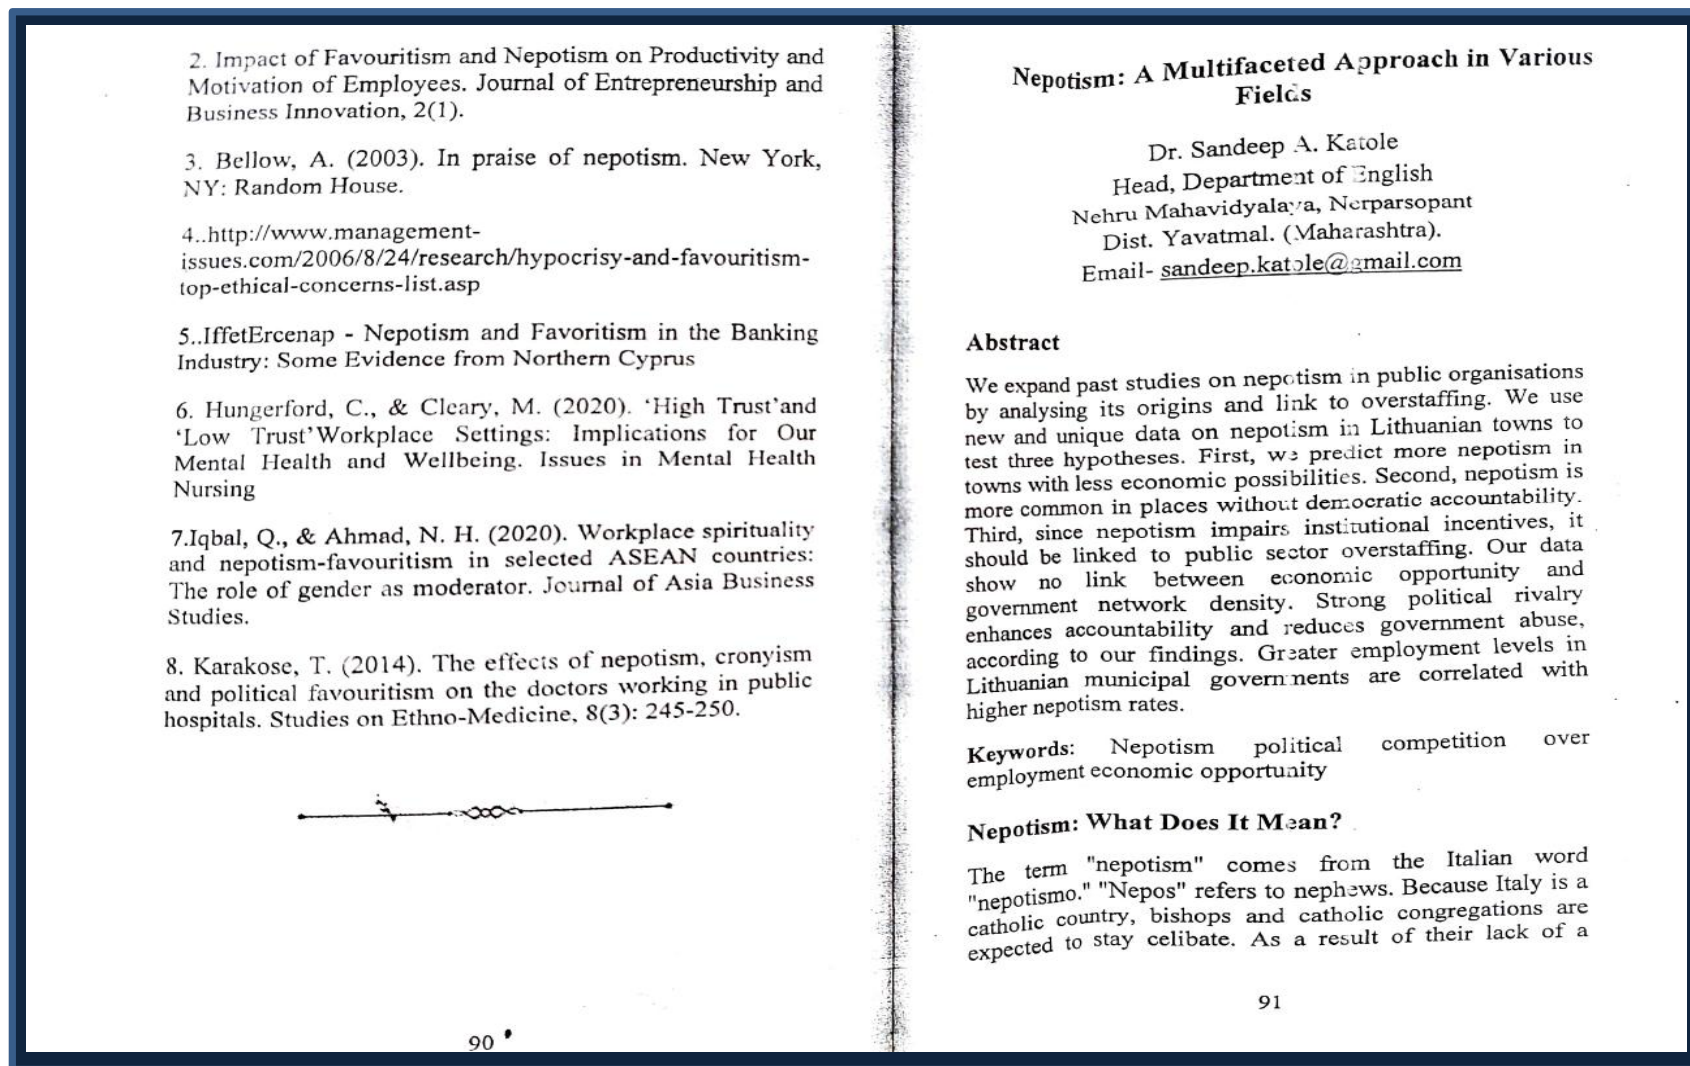 2. Impact of Favouritism and Nepotism on Productivity and
Motivation of Employees. Journal of Entrepreneurship and
Business Innovation, 2(1).
3. Bellow, A. (2003). In praise of nepotism. New York,
NY: Random House.
4..http://www.management-
issues.com/2006/8/24/research/hypocrisy-and-favouritism-
top-ethical-concerns-list.asp
5..IffetErcenap - Nepotism and Favoritism in the Banking
Industry: Some Evidence from Northern Cyprus
6. Hungerford, C., & Cleary, M. (2020). ‘High Trust’and
‘Low Trust’Workplace Settings: Implications for Our
Mental Health and Wellbeing. Issues in Mental Health
Nursing
7.Iqbal, Q., & Ahmad, N. H. (2020). Workplace spirituality
and nepotism-favouritism in selected ASEAN countries:
The role of gender as moderator. Journal of Asia Business
Studies.
8. Karakose, T. (2014). The effects of nepotism, cronyism
and political favouritism on the doctors working in public
hospitals. Studies on Ethno-Medicine, 8(3): 245-250.
90
Nepotism: A Multifaceted Approach in Various
Fields
Dr. Sandeep A. Katole
Head, Department of English
Nehru Mahavidyalaya, Nerparsopant
Dist. Yavatmal. (Maharashtra).
Email- sandeep.katole@gmail.com
Abstract
We expand past studies on nepotism in public organisations
by analysing its origins and link to overstaffing. We use
new and unique data on nepotism in Lithuanian towns to
test three hypotheses. First, we predict more nepotism in
towns with less economic possibilities. Second, nepotism is
more common in places without democratic accountability.
Third, since nepotism impairs institutional incentives, it
should be linked to public sector overstaffing. Our data
show no link between economic opportunity and
government network density. Strong political rivalry
enhances accountability and reduces government abuse,
according to our findings. Greater employment levels in
Lithuanian municipal governments are correlated with
higher nepotism rates.
Keywords: Nepotism political competition over
employment economic opportunity
Nepotism: What Does It Mean?
The term "nepotism" comes from the Italian word
"nepotismo." "Nepos" refers to nephews. Because Italy is a
catholic country, bishops and catholic congregations are
expected to stay celibate. As a result of their lack of a
91